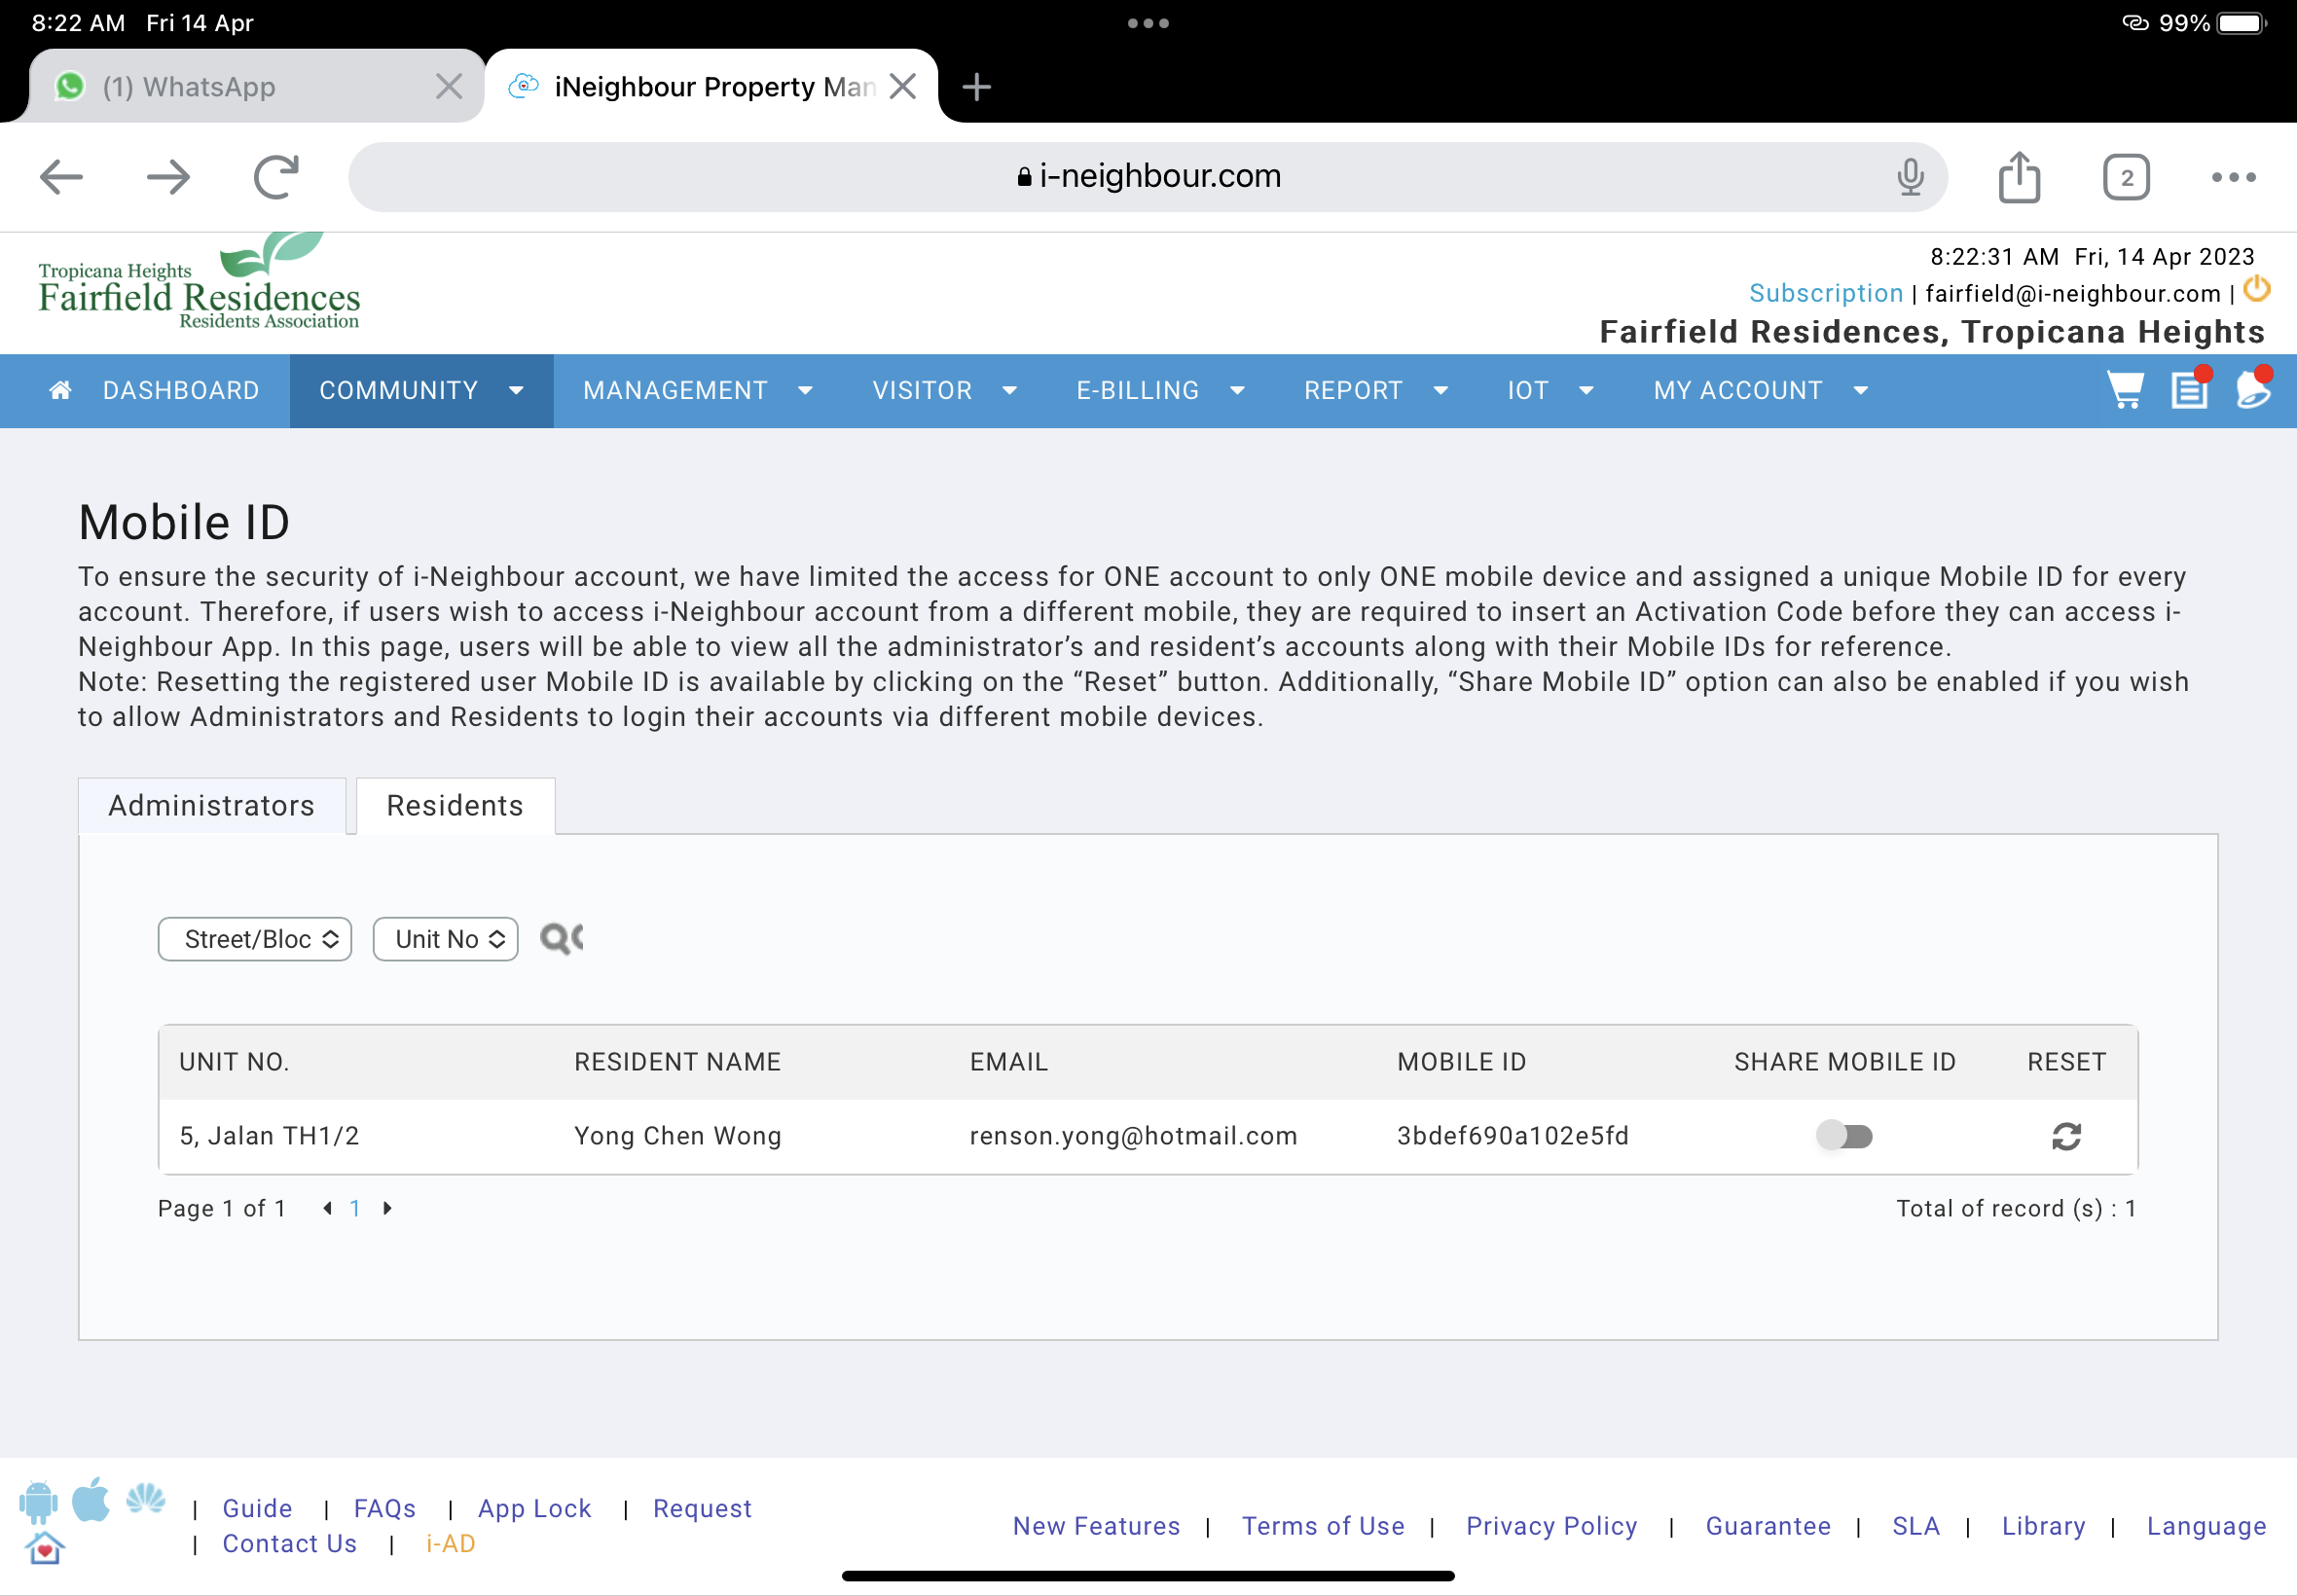 8:22 AM Fri 14 Apr
99%
(1) WhatsApp
iNeighbour Property Man
i-neighbour.com
2
Tropicana Heights
Fairfield Residences
Residents Association
8:22:31 AM Fri, 14 Apr 2023
Subscription | fairfield@i-neighbour.com |
Fairfield Residences, Tropicana Heights
DASHBOARD COMMUNITY MANAGEMENT VISITOR E-BILLING REPORT IOT MY ACCOUNT
Mobile ID
To ensure the security of i-Neighbour account, we have limited the access for ONE account to only ONE mobile device and assigned a unique Mobile ID for every
account. Therefore, if users wish to access i-Neighbour account from a different mobile, they are required to insert an Activation Code before they can access i-
Neighbour App. In this page, users will be able to view all the administrator’s and resident’s accounts along with their Mobile IDs for reference.
Note: Resetting the registered user Mobile ID is available by clicking on the “Reset” button. Additionally, “Share Mobile ID” option can also be enabled if you wish
to allow Administrators and Residents to login their accounts via different mobile devices.
Administrators Residents
Street/Bloc Unit No
UNIT NO. RESIDENT NAME EMAIL MOBILE ID SHARE MOBILE ID RESET
5, Jalan TH1/2 Yong Chen Wong renson.yong@hotmail.com 3bdef690a102e5fd
Page 1 of 1 1 Total of record (s) : 1
| Guide | FAQs | App Lock | Request
| Contact Us | i-AD
New Features | Terms of Use | Privacy Policy | Guarantee | SLA | Library | Language